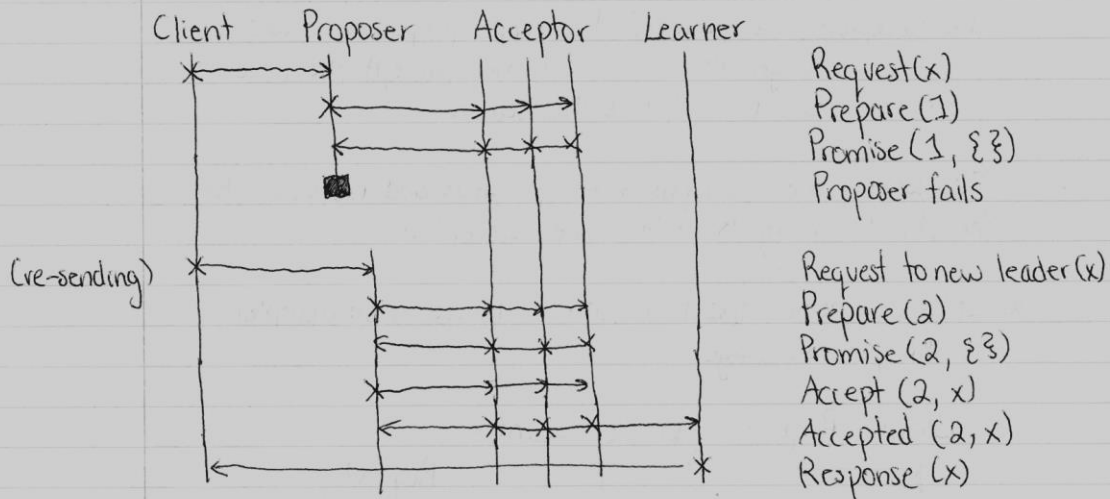 Client Proposer Acceptor Learner
Request(x)
Prepare(1)
Promise(1, {})
Proposer fails
(re-sending) Request to new leader(x)
Prepare(2)
Promise(2, {})
Accept(2, x)
Accepted (2, x)
Response (x)